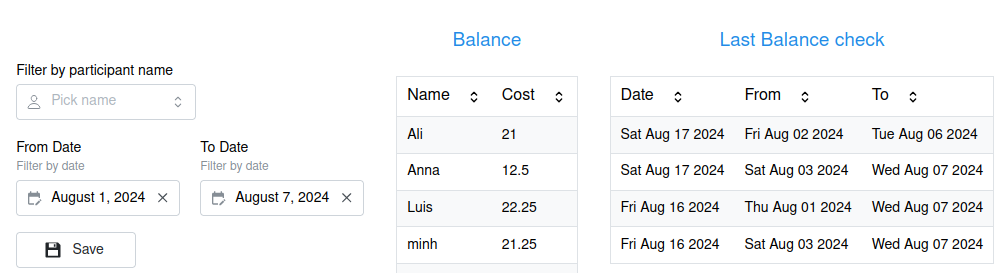 Balance
Last Balance check
Filter by participant name
Pick name
From Date
To Date
Filter by date
Filter by date
August 1, 2024
August 7, 2024
Save
Name Cost
Ali 21
Anna 12.5
Luis 22.25
minh 21.25
Date From To
Sat Aug 17 2024 Fri Aug 02 2024 Tue Aug 06 2024
Sat Aug 17 2024 Sat Aug 03 2024 Wed Aug 07 2024
Fri Aug 16 2024 Thu Aug 01 2024 Wed Aug 07 2024
Fri Aug 16 2024 Sat Aug 03 2024 Wed Aug 07 2024